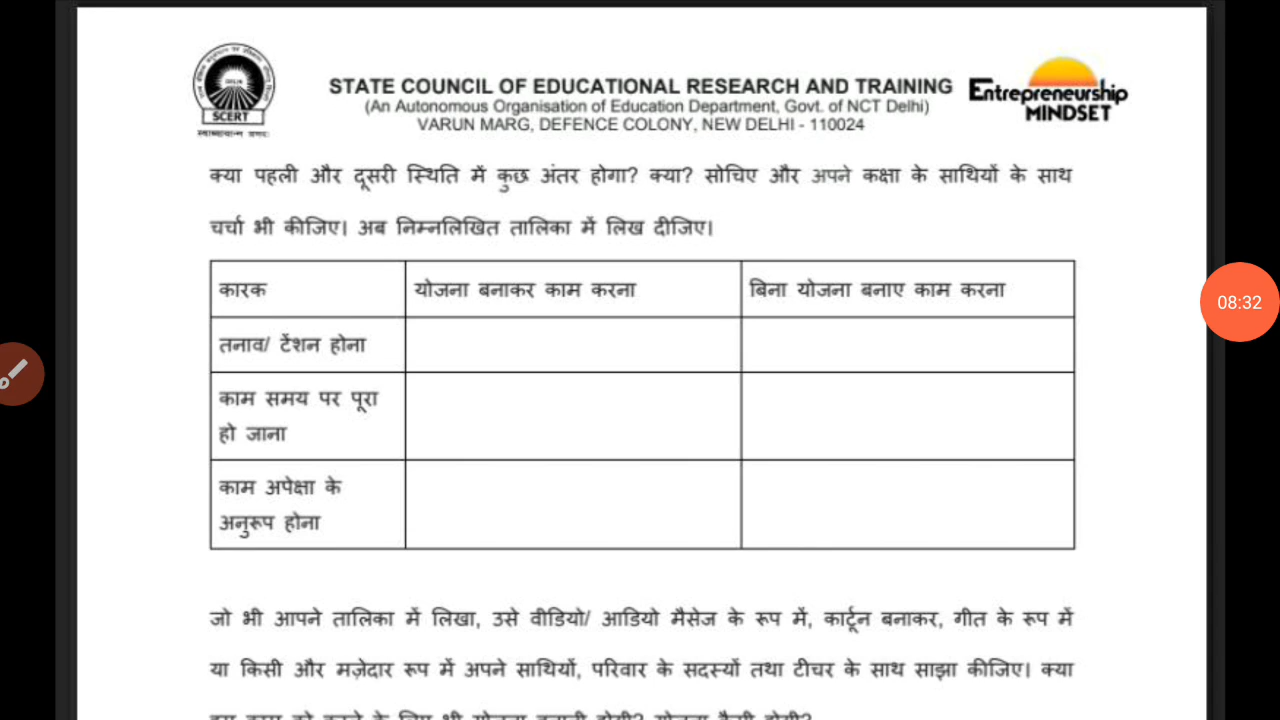 SCERT
STATE COUNCIL OF EDUCATIONAL RESEARCH AND TRAINING
(An Autonomous Organisation of Education Department, Govt. of NCT Delhi)
VARUN MARG, DEFENCE COLONY, NEW DELHI - 110024
Entrepreneurship
MINDSET
क्या पहली और दूसरी स्थिति में कुछ अंतर होगा? क्या? सोचिए और अपने कक्षा के साथियों के साथ
चर्चा भी कीजिए। अब निम्नलिखित तालिका में लिख दीजिए।
कारक योजना बनाकर काम करना बिना योजना बनाए काम करना
08:32
तनाव/ टेंशन होना
काम समय पर पूरा
हो जाना
काम अपेक्षा के
अनुरूप होना
जो भी आपने तालिका में लिखा, उसे वीडियो/ आडियो मैसेज के रूप में, कार्टून बनाकर, गीत के रूप में
या किसी और मज़ेदार रूप में अपने साथियों, परिवार के सदस्यों तथा टीचर के साथ साझा कीजिए। क्या